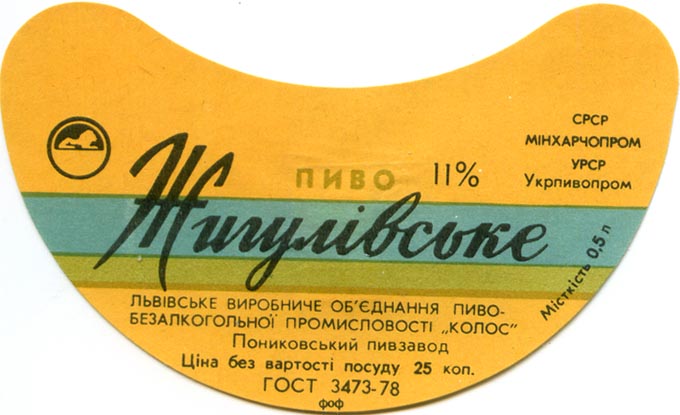 СРСР
МІНХАРЧОПРОМ
УРСР
Укрпивопром
ПИВО 11%
Жигулівське
Місткість 0,5 л
ЛЬВІВСЬКЕ ВИРОБНИЧЕ ОБ'ЄДНАННЯ ПИВО-
БЕЗАЛКОГОЛЬНОЇ ПРОМИСЛОВОСТІ „КОЛОС"
Пониковський пивзавод
Ціна без вартості посуду 25 коп.
ГОСТ 3473-78
фоф